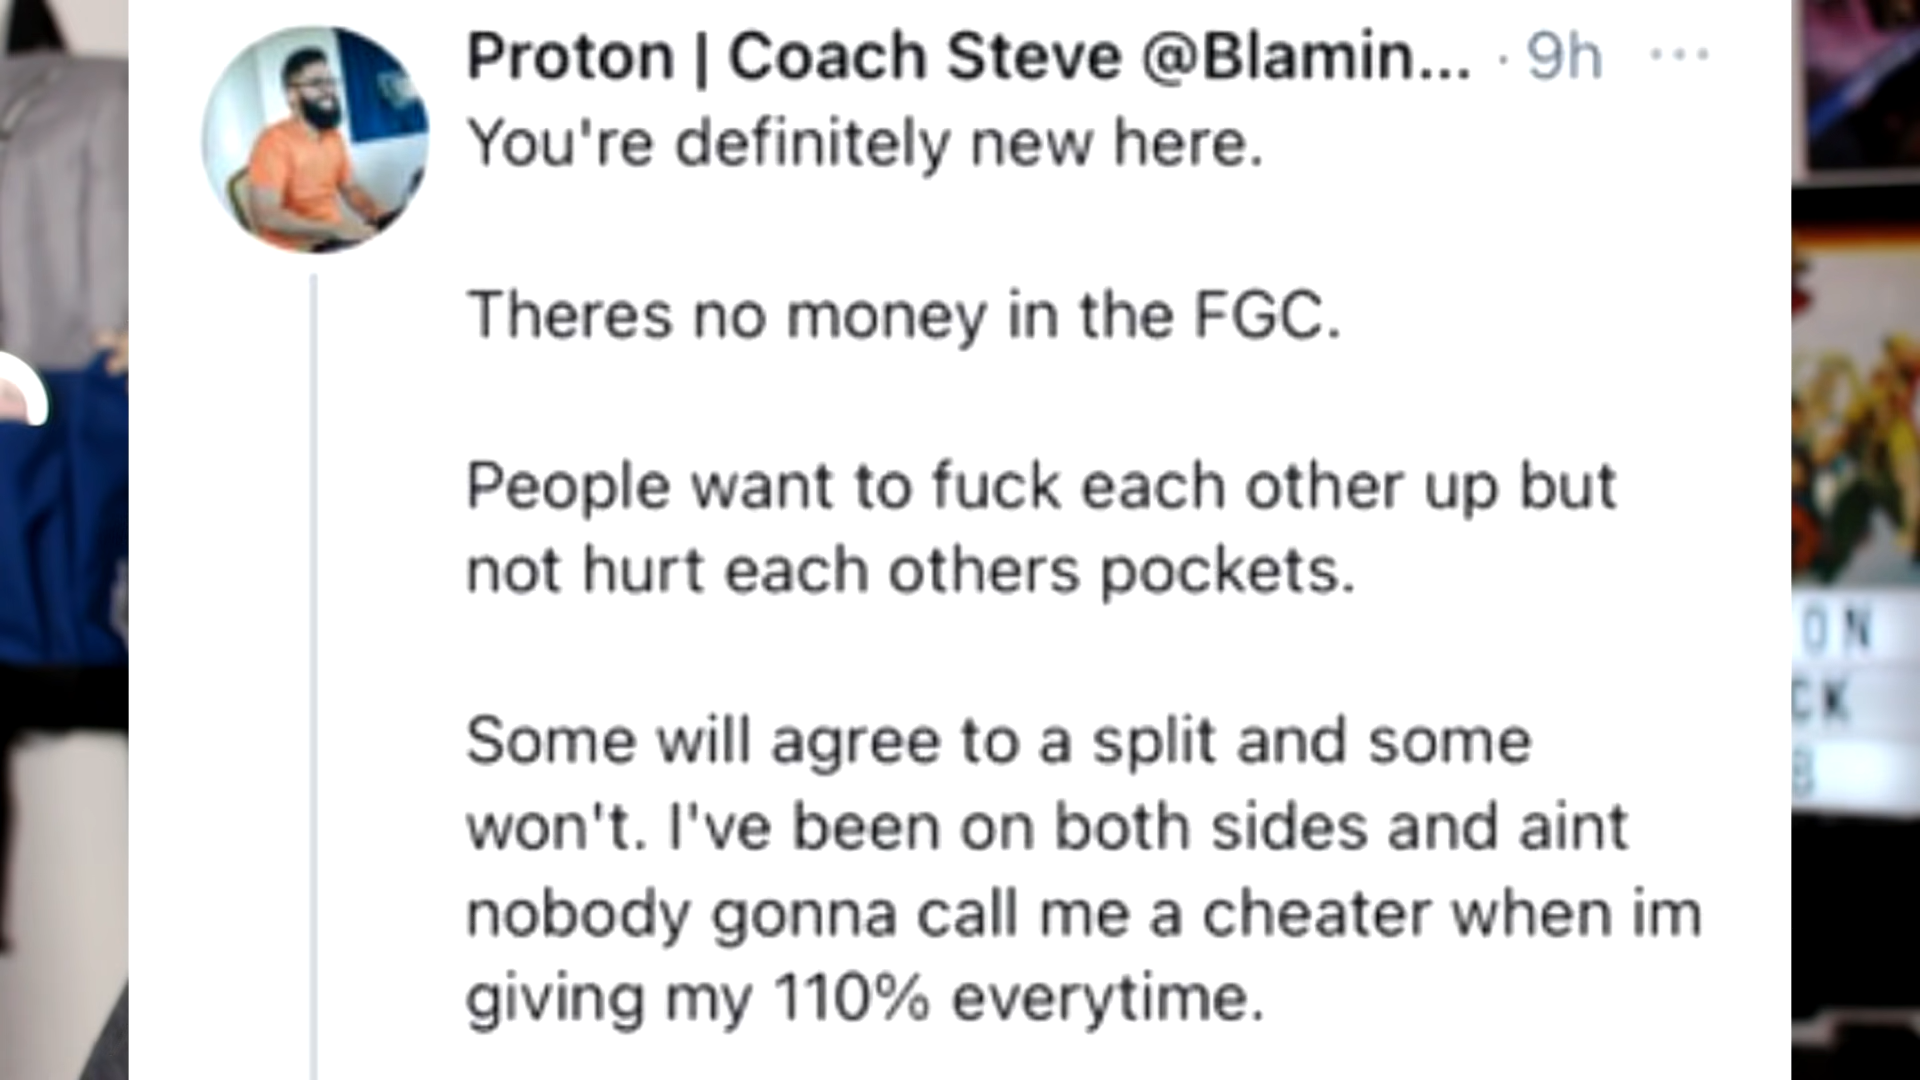 Proton | Coach Steve @Blamin... · 9h ...
You're definitely new here.
Theres no money in the FGC.
People want to fuck each other up but
not hurt each others pockets.
Some will agree to a split and some
won't. I've been on both sides and aint
nobody gonna call me a cheater when im
giving my 110% everytime.
ON
CK